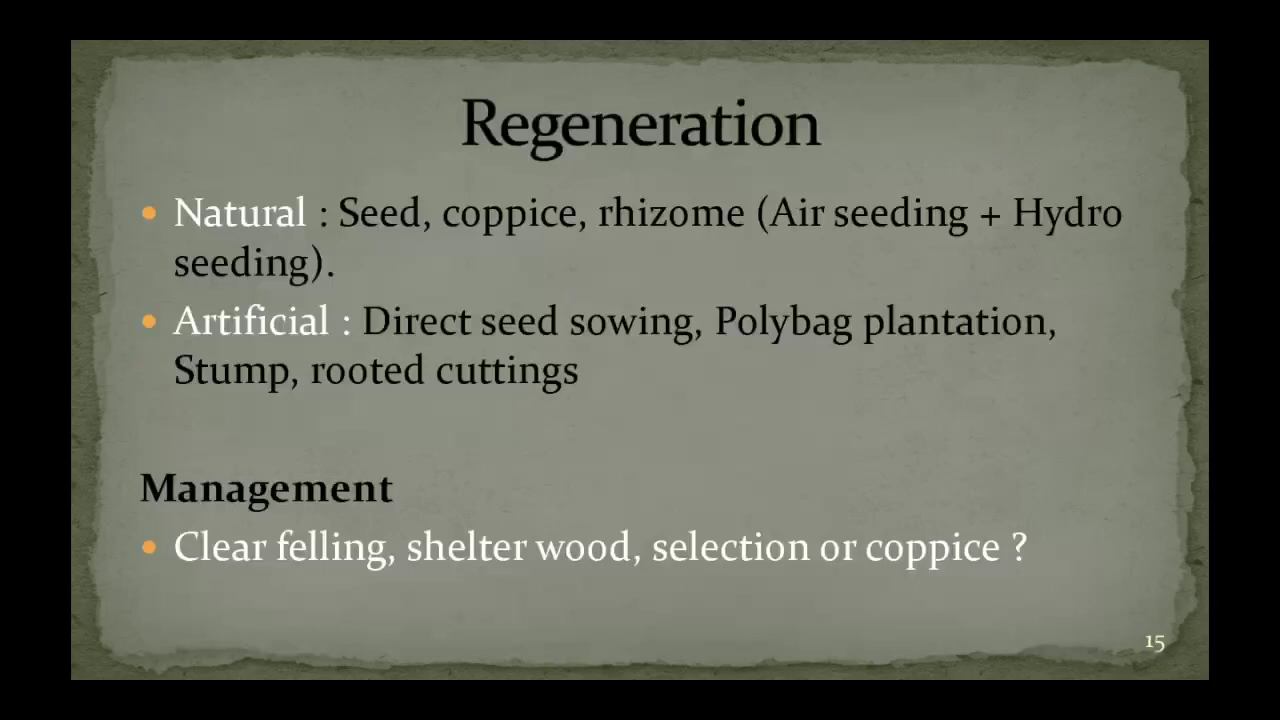 Regeneration
• Natural : Seed, coppice, rhizome (Air seeding + Hydro
seeding).
• Artificial : Direct seed sowing, Polybag plantation,
Stump, rooted cuttings
Management
• Clear felling, shelter wood, selection or coppice ?
15